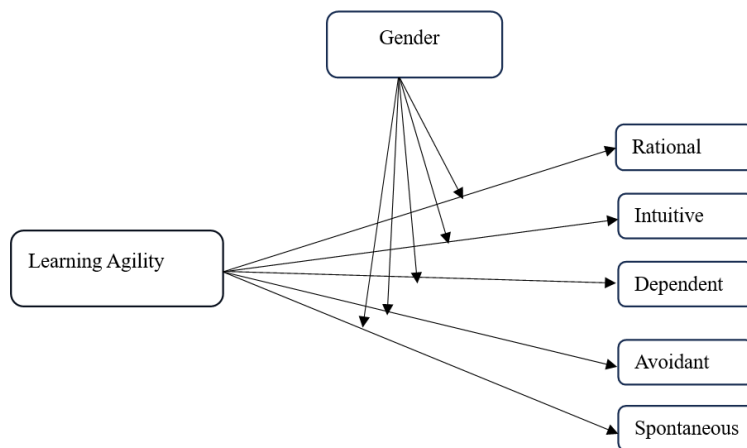 Gender
Rational
Intuitive
Learning Agility
Dependent
Avoidant
Spontaneous